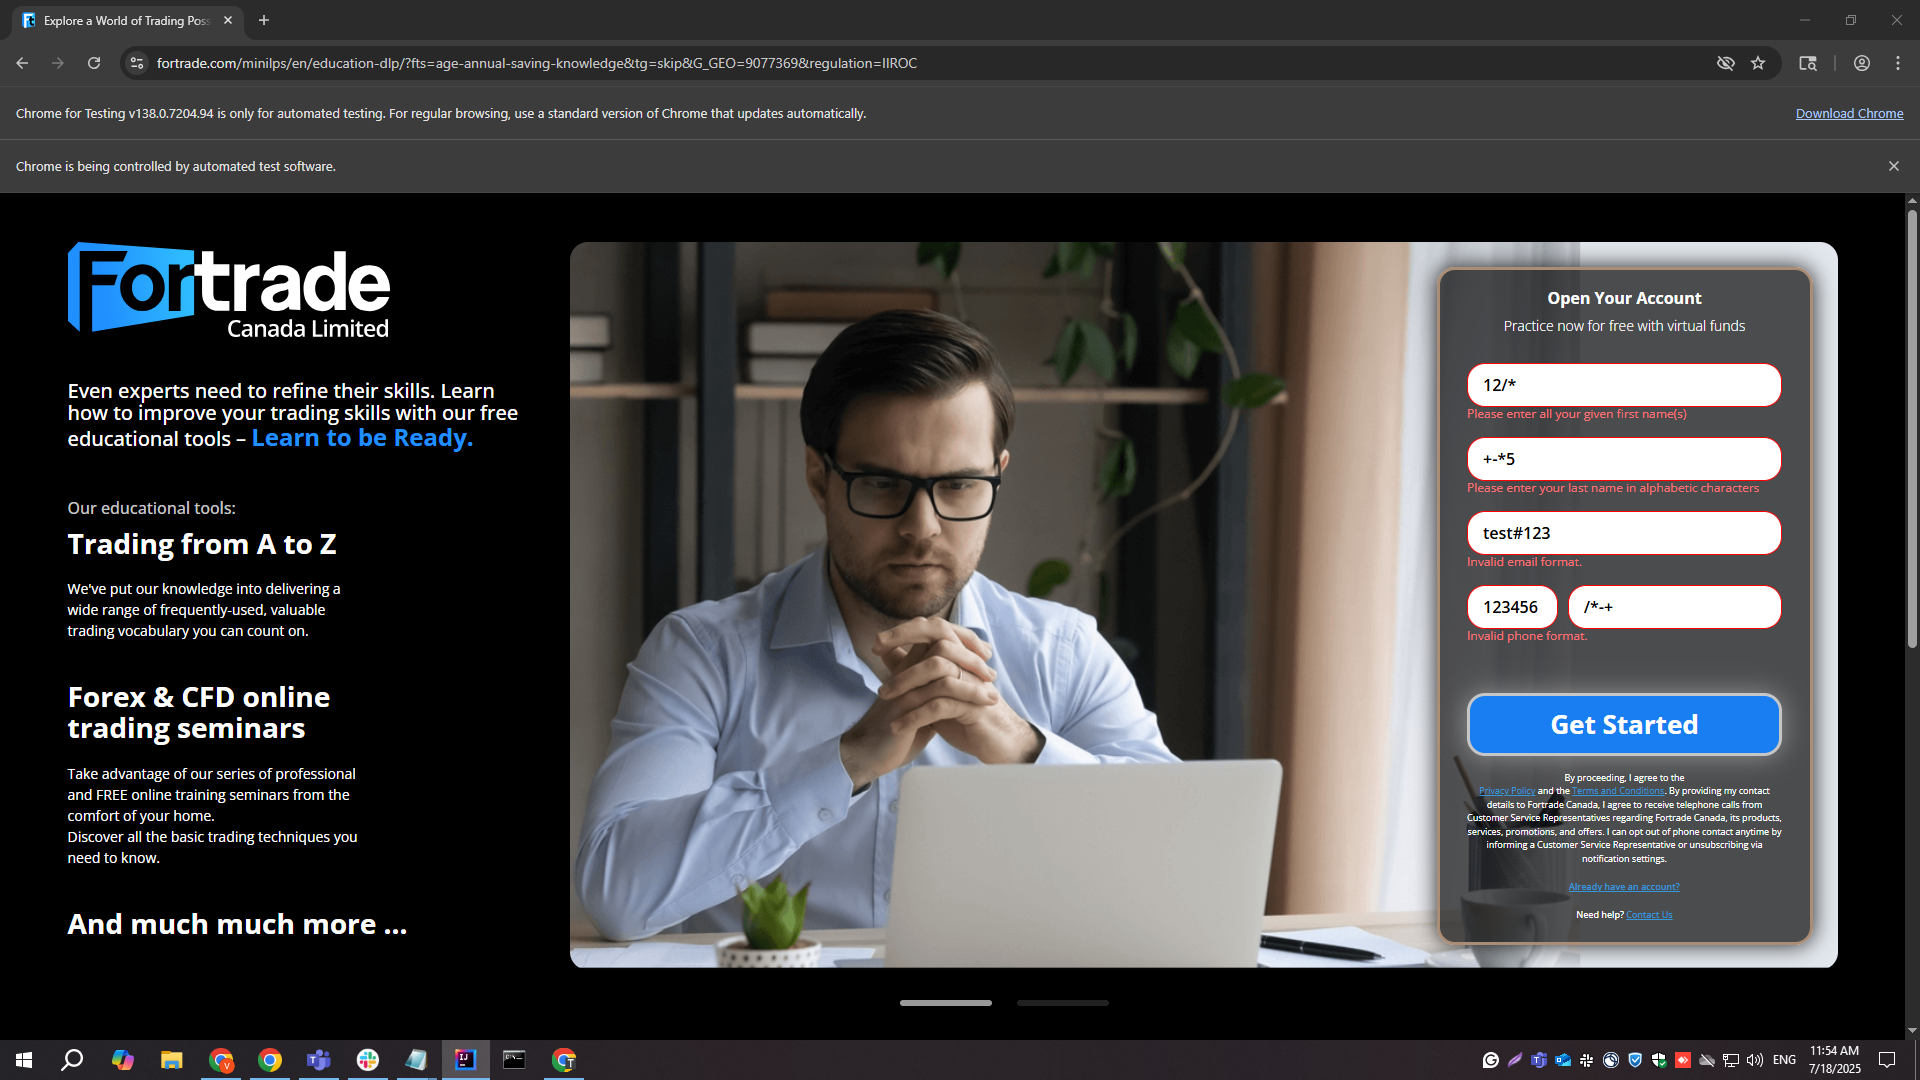 Explore a World of Trading Poss
fortrade.com/minilps/en/education-dlp/?fts=age-annual-saving-knowledge&tg=skip&G_GEO=9077369&regulation=IIROC
Chrome for Testing v138.0.7204.94 is only for automated testing. For regular browsing, use a standard version of Chrome that updates automatically.
Download Chrome
Chrome is being controlled by automated test software.
Fortrade
Canada Limited
Even experts need to refine their skills. Learn
how to improve your trading skills with our free
educational tools – Learn to be Ready.
Our educational tools:
Trading from A to Z
We've put our knowledge into delivering a
wide range of frequently-used, valuable
trading vocabulary you can count on.
Forex & CFD online
trading seminars
Take advantage of our series of professional
and FREE online training seminars from the
comfort of your home.
Discover all the basic trading techniques you
need to know.
And much much more ...
Open Your Account
Practice now for free with virtual funds
12/*
Please enter all your given first name(s)
+-*5
Please enter your last name in alphabetic characters
test#123
Invalid email format.
123456 /*-+
Invalid phone format.
Get Started
By proceeding, I agree to the
Privacy Policy and the Terms and Conditions. By providing my contact
details to Fortrade Canada, I agree to receive telephone calls from
Customer Service Representatives regarding Fortrade Canada, its products,
services, promotions, and offers. I can opt out of phone contact anytime by
informing a Customer Service Representative or unsubscribing via
notification settings.
Already have an account?
Need help? Contact Us
ENG
11:54 AM
7/18/2025